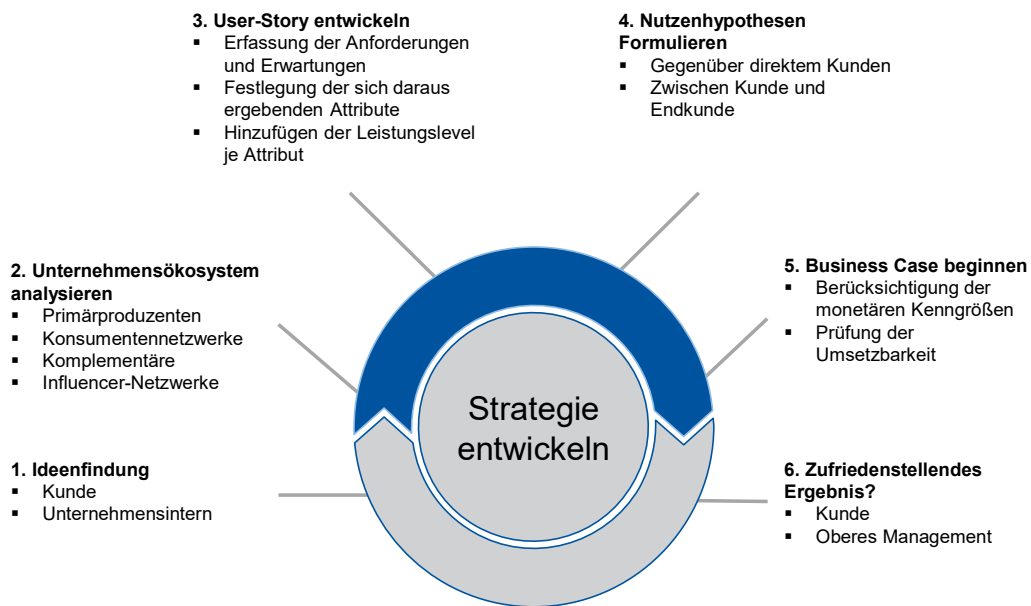 3. User-Story entwickeln
▪ Erfassung der Anforderungen
und Erwartungen
▪ Festlegung der sich daraus
ergebenden Attribute
▪ Hinzufügen der Leistungslevel
je Attribut
4. Nutzenhypothesen
Formulieren
▪ Gegenüber direktem Kunden
▪ Zwischen Kunde und
Endkunde
2. Unternehmensökosystem
analysieren
▪ Primärproduzenten
▪ Konsumentennetzwerke
▪ Komplementäre
▪ Influencer-Netzwerke
5. Business Case beginnen
▪ Berücksichtigung der
monetären Kenngrößen
▪ Prüfung der
Umsetzbarkeit
Strategie
entwickeln
1. Ideenfindung
▪ Kunde
▪ Unternehmensintern
6. Zufriedenstellendes
Ergebnis?
▪ Kunde
▪ Oberes Management